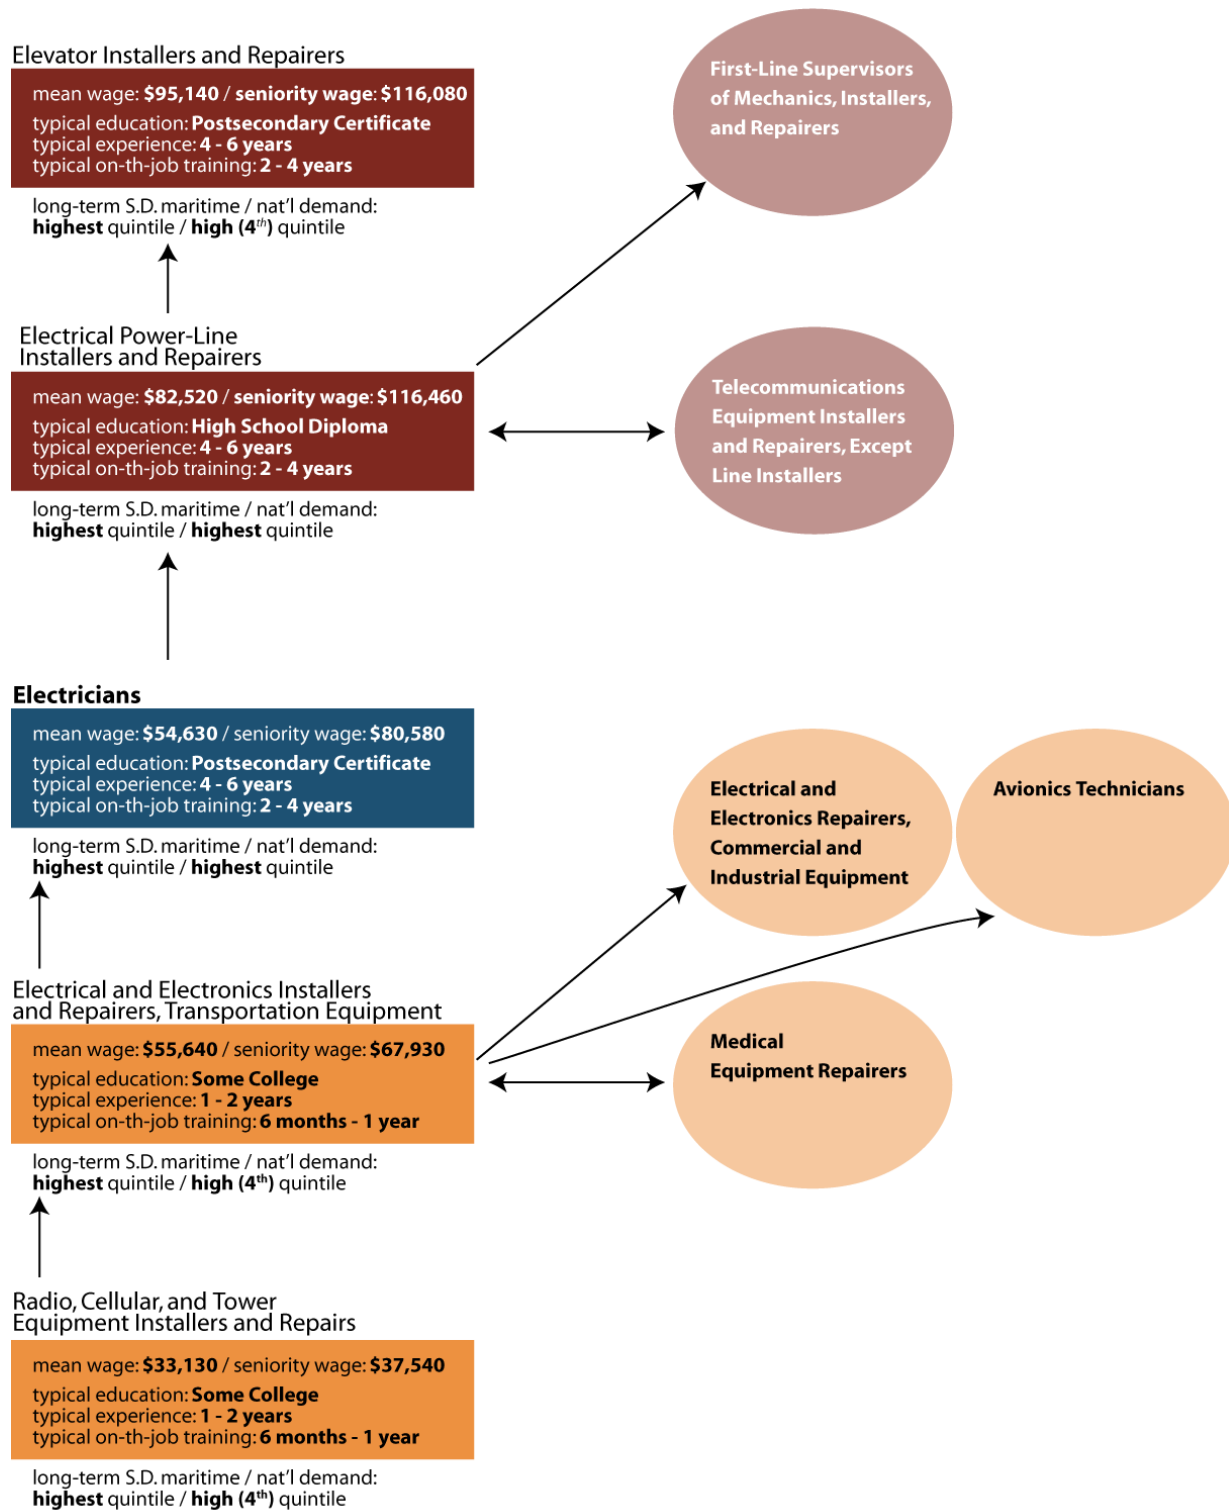 Elevator Installers and Repairers
mean wage: $95,140 / seniority wage: $116,080
typical education: Postsecondary Certificate
typical experience: 4 - 6 years
typical on-th-job training: 2 - 4 years
long-term S.D. maritime / nat'l demand:
highest quintile / high (4th) quintile
First-Line Supervisors
of Mechanics, Installers,
and Repairers
Electrical Power-Line
Installers and Repairers
mean wage: $82,520 / seniority wage: $116,460
typical education: High School Diploma
typical experience: 4 - 6 years
typical on-th-job training: 2 - 4 years
long-term S.D. maritime / nat'l demand:
highest quintile / highest quintile
Telecommunications
Equipment Installers
and Repairers, Except
Line Installers
Electricians
mean wage: $54,630 / seniority wage: $80,580
typical education: Postsecondary Certificate
typical experience: 4 - 6 years
typical on-th-job training: 2 - 4 years
long-term S.D. maritime / nat'l demand:
highest quintile / highest quintile
Electrical and
Electronics Repairers,
Commercial and
Industrial Equipment
Avionics Technicians
Electrical and Electronics Installers
and Repairers, Transportation Equipment
mean wage: $55,640 / seniority wage: $67,930
typical education: Some College
typical experience: 1 - 2 years
typical on-th-job training: 6 months - 1 year
long-term S.D. maritime / nat'l demand:
highest quintile / high (4th) quintile
Medical
Equipment Repairers
Radio, Cellular, and Tower
Equipment Installers and Repairs
mean wage: $33,130 / seniority wage: $37,540
typical education: Some College
typical experience: 1 - 2 years
typical on-th-job training: 6 months - 1 year
long-term S.D. maritime / nat'l demand:
highest quintile / high (4th) quintile